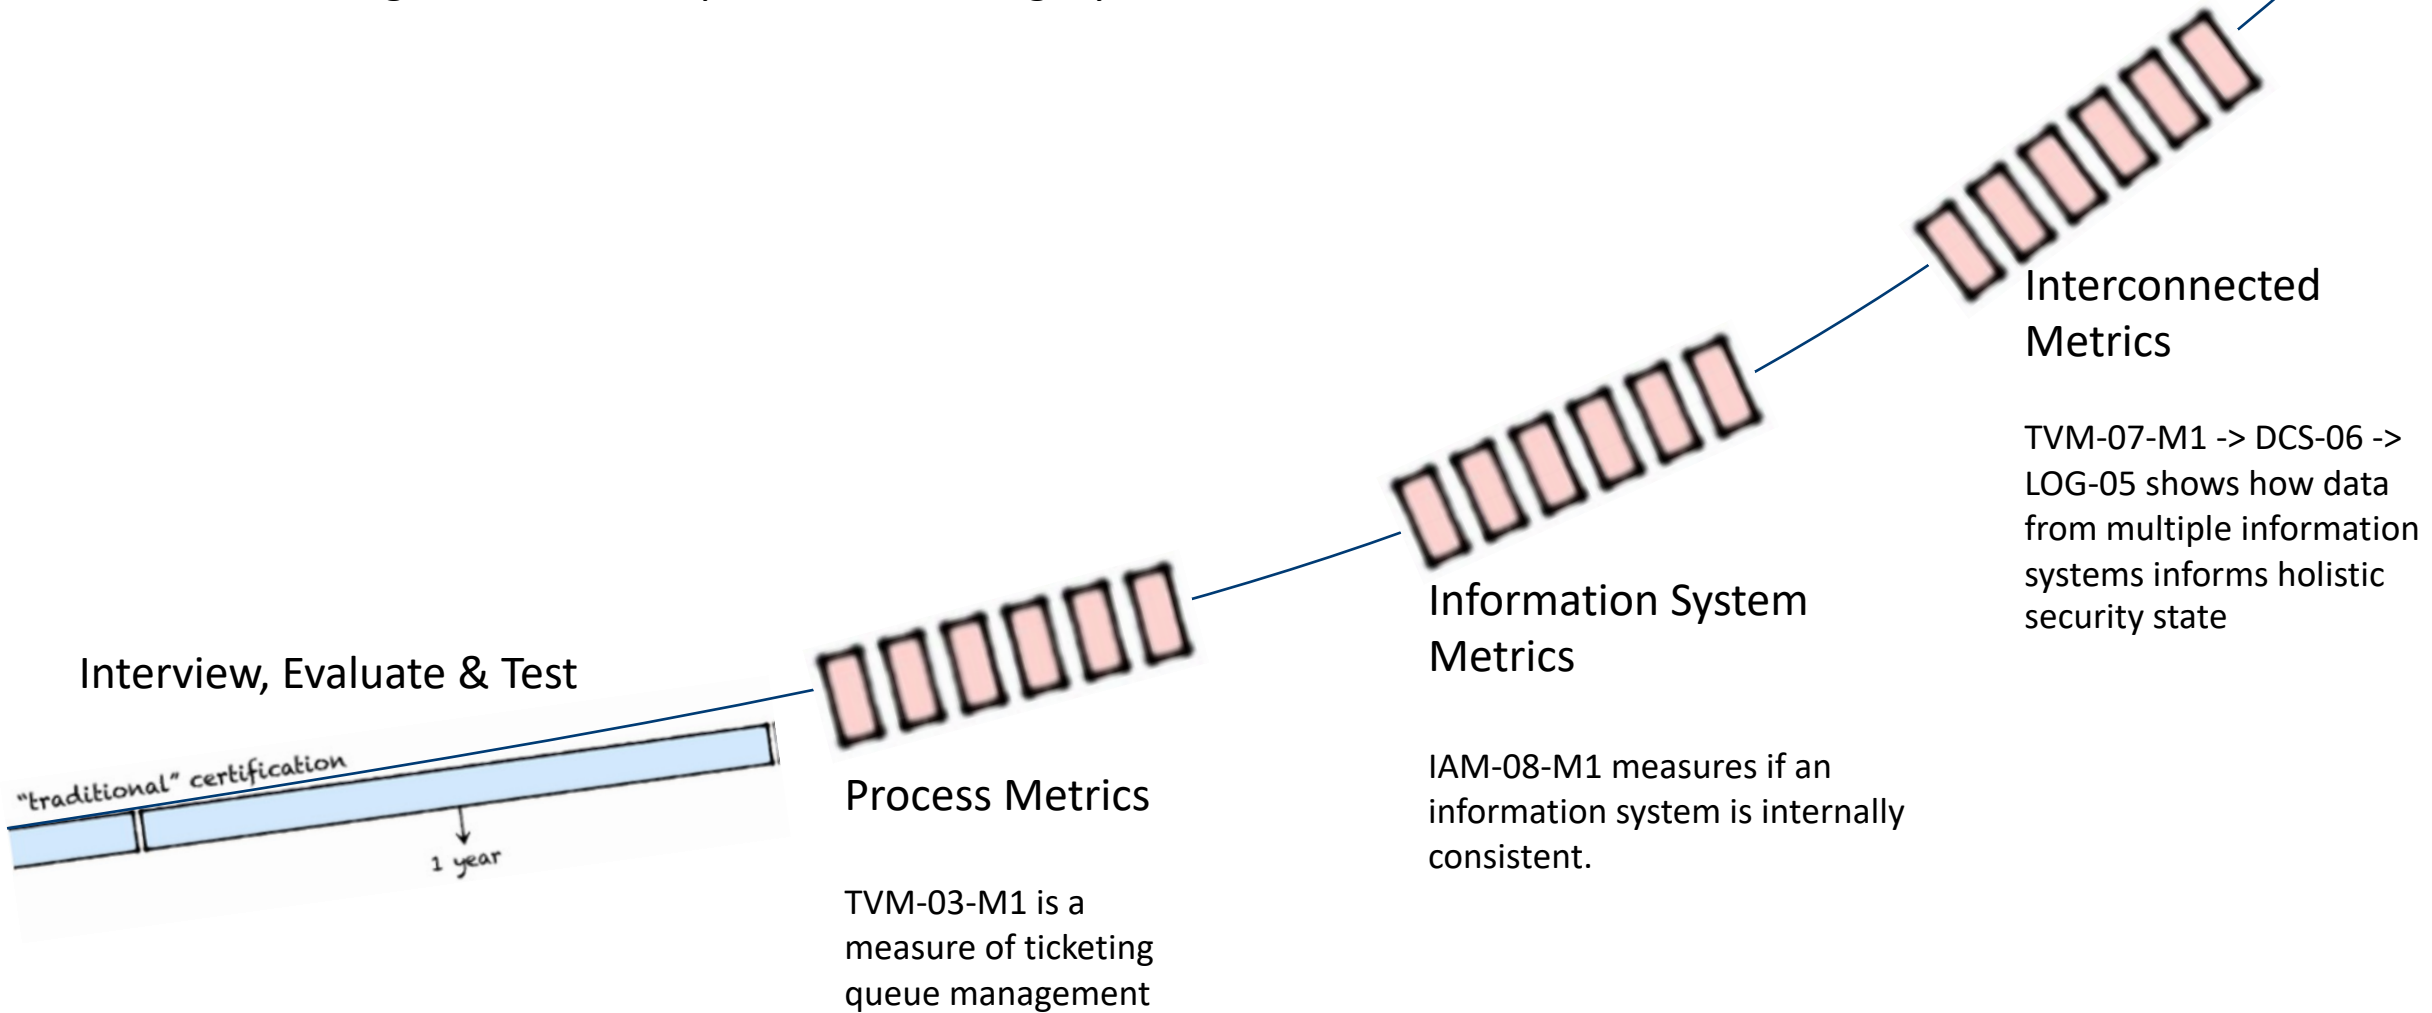 Interview, Evaluate & Test
"traditional" certification
1 year
Process Metrics
TVM-03-M1 is a
measure of ticketing
queue management
Information System
Metrics
IAM-08-M1 measures if an
information system is internally
consistent.
Interconnected
Metrics
TVM-07-M1 -> DCS-06 ->
LOG-05 shows how data
from multiple information
systems informs holistic
security state